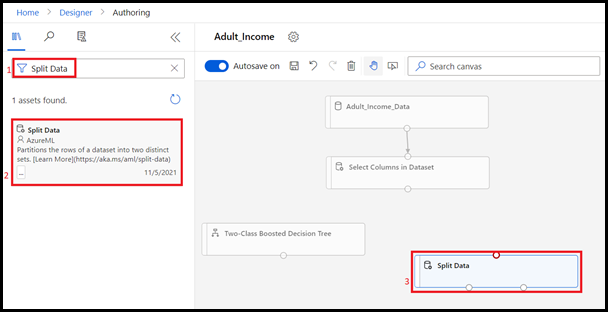 Home > Designer > Authoring
Adult_Income
1
Split Data
Autosave on
Search canvas
1 assets found.
Split Data
AzureML
Partitions the rows of a dataset into two distinct
sets. [Learn More](https://aka.ms/aml/split-data)
2
... 11/5/2021
Adult_Income_Data
Select Columns in Dataset
Two-Class Boosted Decision Tree
3
Split Data